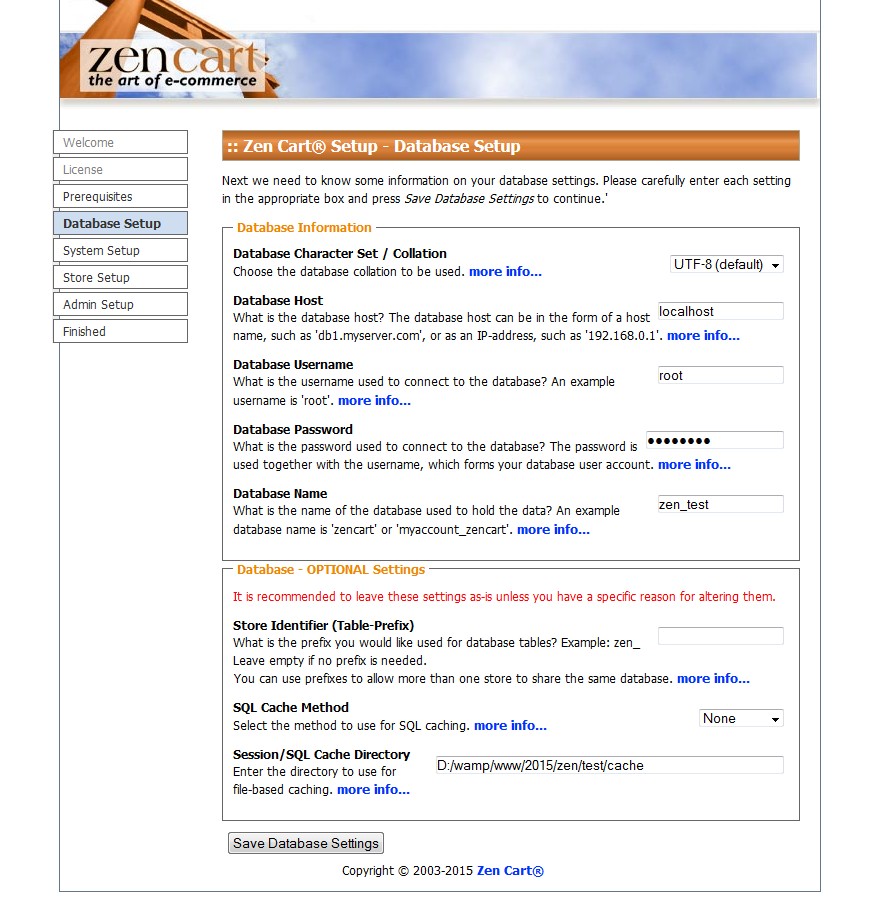 zencart
the art of e-commerce
Welcome
License
Prerequisites
Database Setup
System Setup
Store Setup
Admin Setup
Finished
:: Zen Cart® Setup - Database Setup
Next we need to know some information on your database settings. Please carefully enter each setting
in the appropriate box and press Save Database Settings to continue.'
Database Information
Database Character Set / Collation
Choose the database collation to be used. more info...
UTF-8 (default)
Database Host
What is the database host? The database host can be in the form of a host
name, such as 'db1.myserver.com', or as an IP-address, such as '192.168.0.1'. more info...
localhost
Database Username
What is the username used to connect to the database? An example
username is 'root'. more info...
root
Database Password
What is the password used to connect to the database? The password is
used together with the username, which forms your database user account. more info...
••••••••
Database Name
What is the name of the database used to hold the data? An example
database name is 'zencart' or 'myaccount_zencart'. more info...
zen_test
Database - OPTIONAL Settings
It is recommended to leave these settings as-is unless you have a specific reason for altering them.
Store Identifier (Table-Prefix)
What is the prefix you would like used for database tables? Example: zen_
Leave empty if no prefix is needed.
You can use prefixes to allow more than one store to share the same database. more info...
SQL Cache Method
Select the method to use for SQL caching. more info...
None
Session/SQL Cache Directory
Enter the directory to use for
file-based caching. more info...
D:/wamp/www/2015/zen/test/cache
Save Database Settings
Copyright © 2003-2015 Zen Cart®